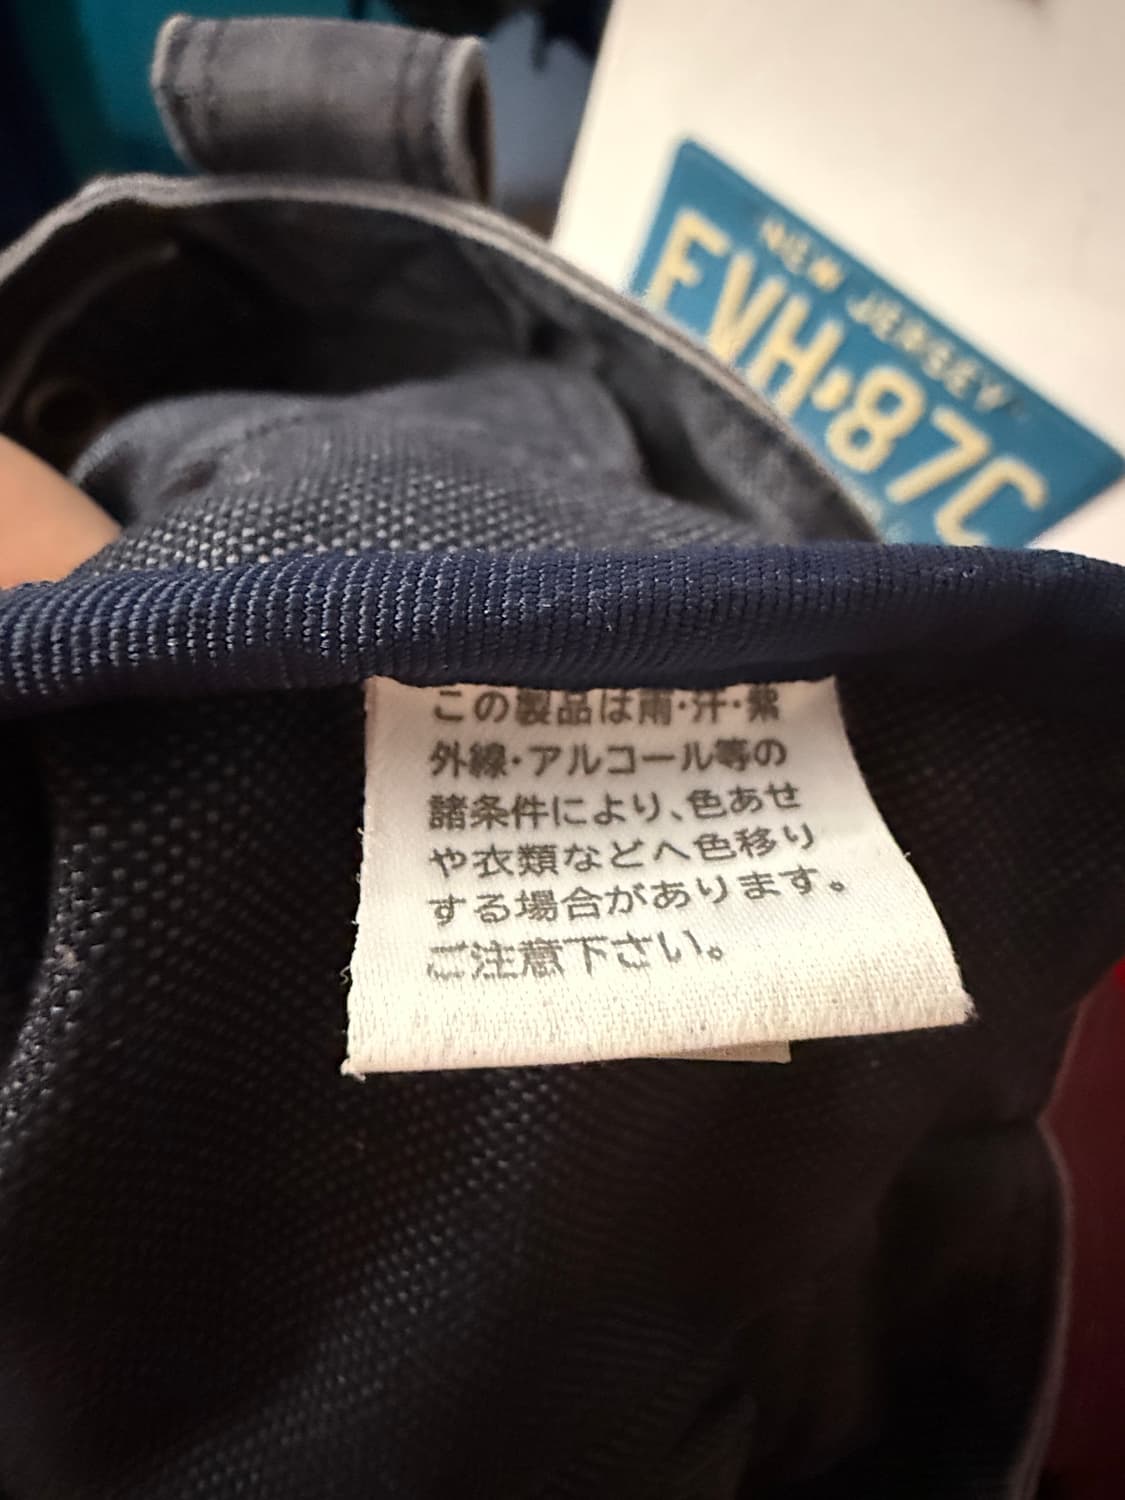 NEW JERSEY
EVH·87C
この製品は雨・汗・紫
外線・アルコール等の
諸条件により、色あせ
や衣類などへ色移り
する場合があります。
ご注意下さい。